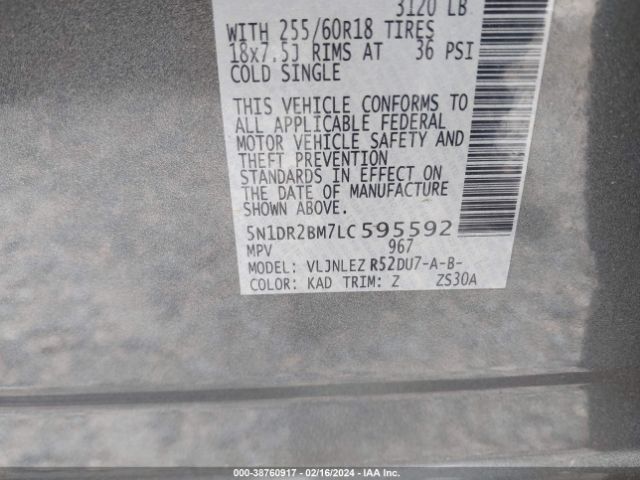 3120 LB
WITH 255/60R18 TIRES
18x7.5J RIMS AT 36 PSI
COLD SINGLE
THIS VEHICLE CONFORMS TO
ALL APPLICABLE FEDERAL
MOTOR VEHICLE SAFETY AND
THEFT PREVENTION
STANDARDS IN EFFECT ON
THE DATE OF MANUFACTURE
SHOWN ABOVE.
5N1DR2BM7LC595592
MPV 967
MODEL: VLJNLEZ R52DU7-A-B-
COLOR: KAD TRIM: Z ZS30A
000-38760917 / 02/16/2024 - IAA Inc.